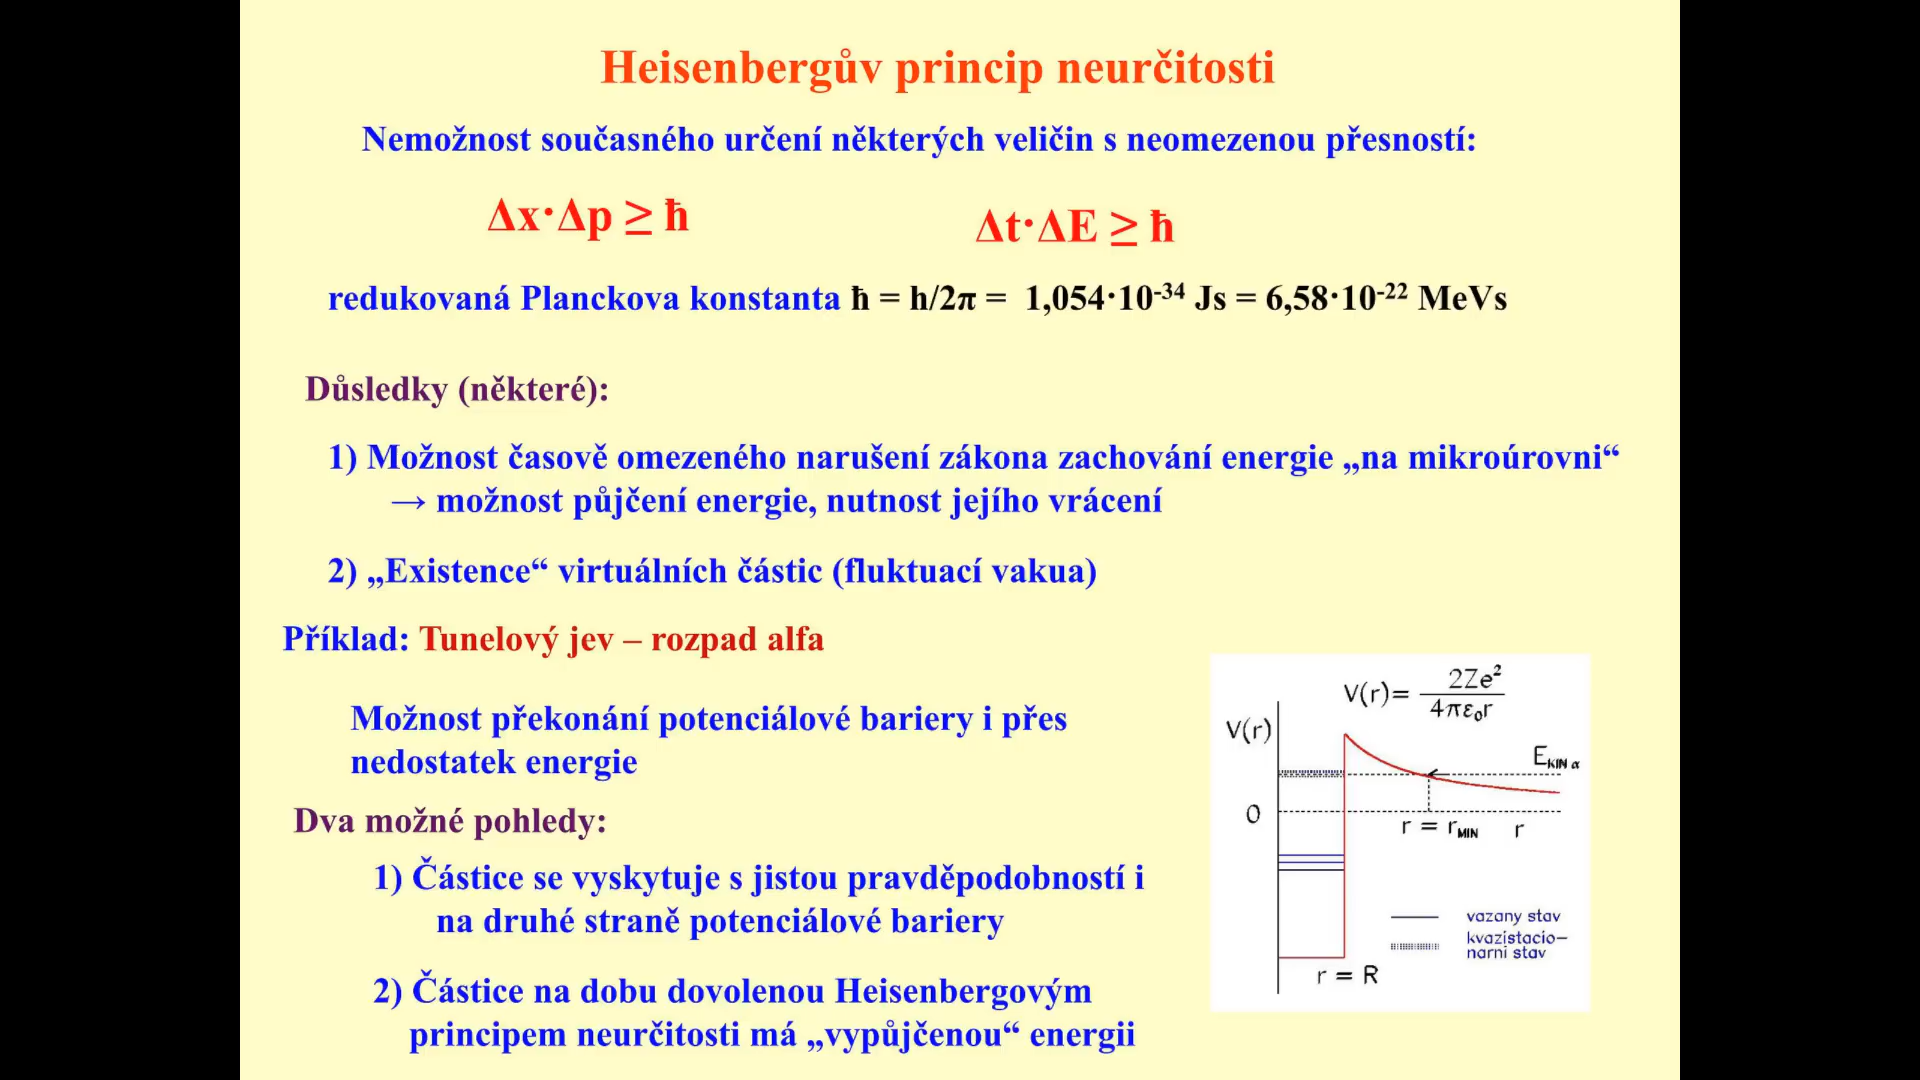 Heisenbergův princip neurčitosti
Nemožnost současného určení některých veličin s neomezenou přesností:
Δx·Δp ≥ ħ
Δt·ΔE ≥ ħ
redukovaná Planckova konstanta ħ = h/2π = 1,054·10⁻³⁴ Js = 6,58·10⁻²² MeVs
Důsledky (některé):
1) Možnost časově omezeného narušení zákona zachování energie „na mikroúrovni“
→ možnost půjčení energie, nutnost jejího vrácení
2) „Existence“ virtuálních částic (fluktuací vakua)
Příklad: Tunelový jev – rozpad alfa
Možnost překonání potenciálové bariery i přes
nedostatek energie
Dva možné pohledy:
1) Částice se vyskytuje s jistou pravděpodobností i
na druhé straně potenciálové bariery
2) Částice na dobu dovolenou Heisenbergovým
principem neurčitosti má „vypůjčenou“ energii
V(r)= 2Ze² / 4πε₀r
V(r)
E KIN α
0
r = r MIN r
vazany stav
kvazistacio–
narni stav
r = R